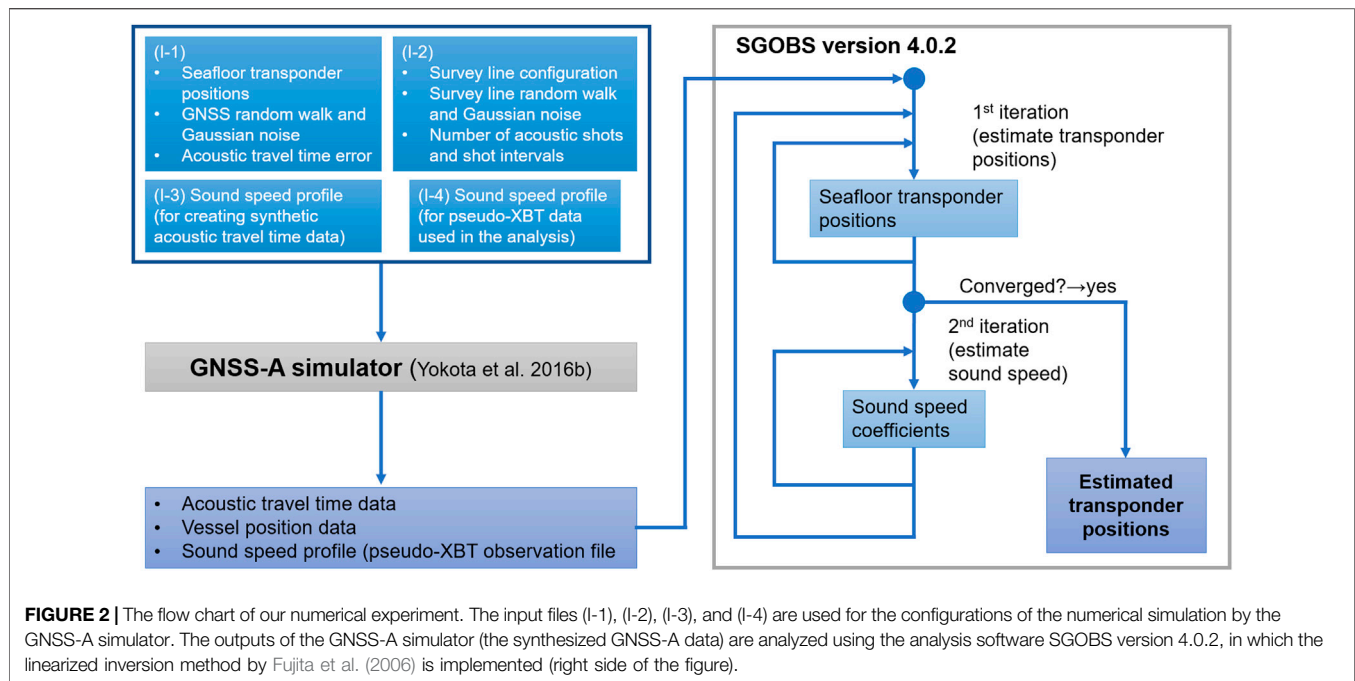 (I-1)
• Seafloor transponder
positions
• GNSS random walk and
Gaussian noise
• Acoustic travel time error
(I-2)
• Survey line configuration
• Survey line random walk
and Gaussian noise
• Number of acoustic shots
and shot intervals
(I-3) Sound speed profile
(for creating synthetic
acoustic travel time data)
(I-4) Sound speed profile
(for pseudo-XBT data
used in the analysis)
GNSS-A simulator (Yokota et al. 2016b)
• Acoustic travel time data
• Vessel position data
• Sound speed profile (pseudo-XBT observation file
SGOBS version 4.0.2
1st iteration
(estimate transponder
positions)
Seafloor transponder
positions
Converged?→yes
2nd iteration
(estimate
sound speed)
Sound speed
coefficients
Estimated
transponder
positions
FIGURE 2 | The flow chart of our numerical experiment. The input files (I-1), (I-2), (I-3), and (I-4) are used for the configurations of the numerical simulation by the
GNSS-A simulator. The outputs of the GNSS-A simulator (the synthesized GNSS-A data) are analyzed using the analysis software SGOBS version 4.0.2, in which the
linearized inversion method by Fujita et al. (2006) is implemented (right side of the figure).